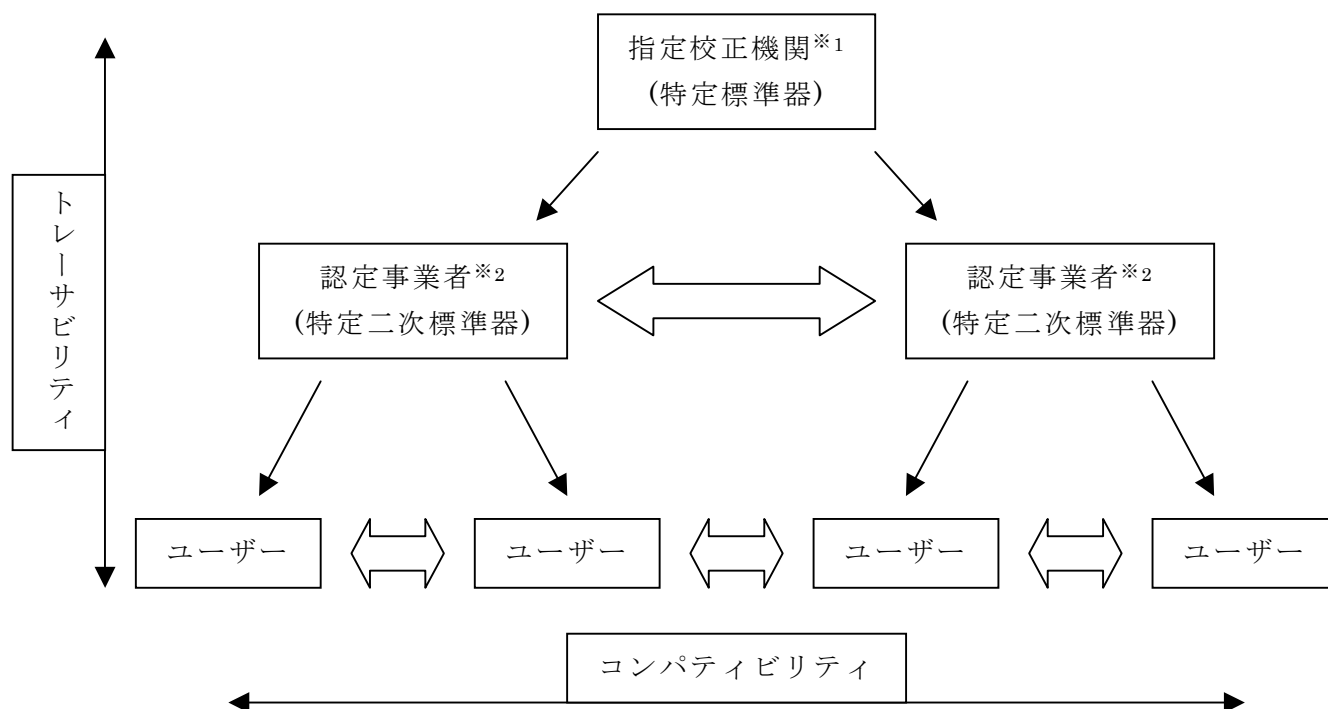 指定校正機関※1
(特定標準器)
トレーサビリティ
認定事業者※2
(特定二次標準器)
認定事業者※2
(特定二次標準器)
ユーザー
ユーザー
ユーザー
ユーザー
コンパティビリティ